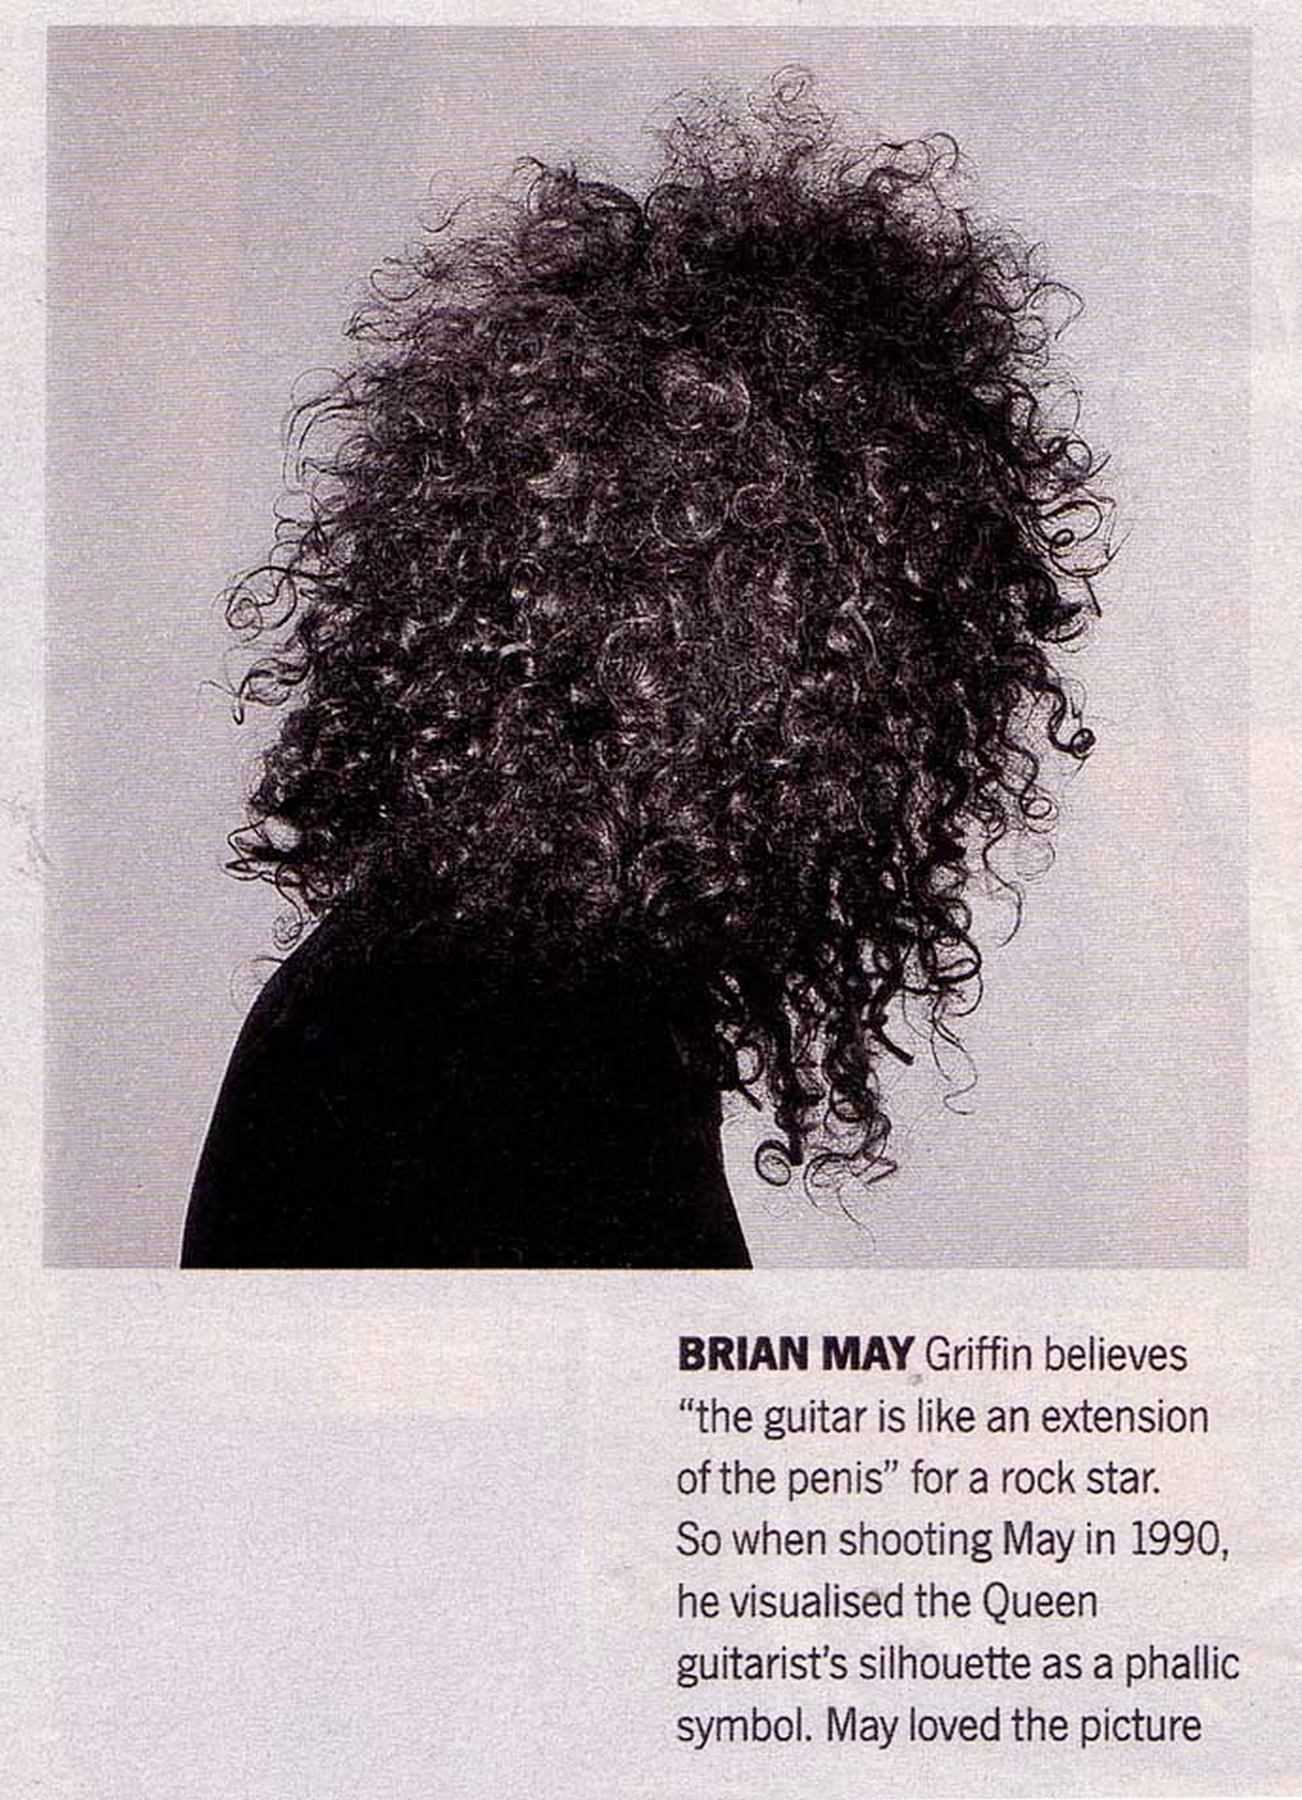 BRIAN MAY Griffin believes
“the guitar is like an extension
of the penis” for a rock star.
So when shooting May in 1990,
he visualised the Queen
guitarist’s silhouette as a phallic
symbol. May loved the picture